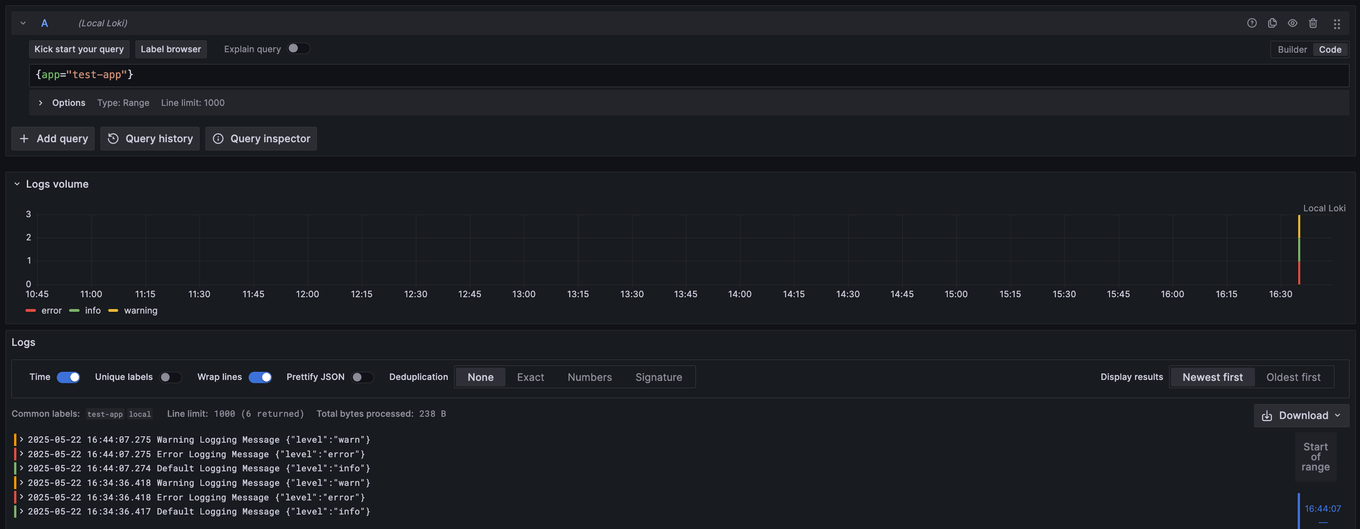 A (Local Loki)
Kick start your query Label browser Explain query Builder Code
{app="test-app"}
Options Type: Range Line limit: 1000
+ Add query Query history Query inspector
Logs volume
Local Loki
3
2
1
0
10:45 11:00 11:15 11:30 11:45 12:00 12:15 12:30 12:45 13:00 13:15 13:30 13:45 14:00 14:15 14:30 14:45 15:00 15:15 15:30 15:45 16:00 16:15 16:30
error info warning
Logs
Time Unique labels Wrap lines Prettify JSON Deduplication None Exact Numbers Signature Display results Newest first Oldest first
Common labels: test-app local Line limit: 1000 (6 returned) Total bytes processed: 238 B
Download
2025-05-22 16:44:07.275 Warning Logging Message {"level":"warn"}
2025-05-22 16:44:07.275 Error Logging Message {"level":"error"}
2025-05-22 16:44:07.274 Default Logging Message {"level":"info"}
2025-05-22 16:34:36.418 Warning Logging Message {"level":"warn"}
2025-05-22 16:34:36.418 Error Logging Message {"level":"error"}
2025-05-22 16:34:36.417 Default Logging Message {"level":"info"}
Start
of
range
16:44:07